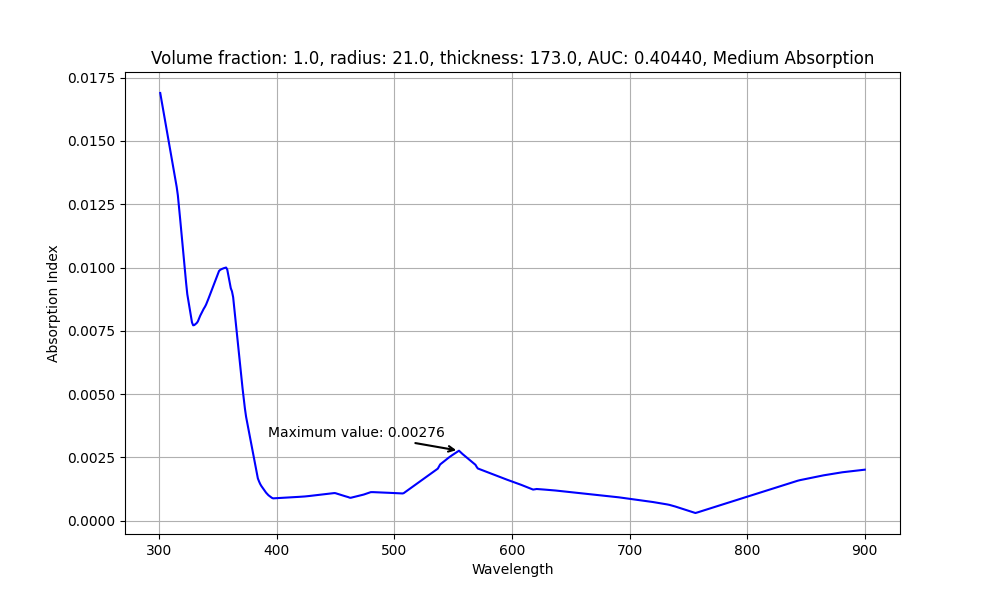 Volume fraction: 1.0, radius: 21.0, thickness: 173.0, AUC: 0.40440, Medium Absorption
0.0175
0.0150
0.0125
0.0100
0.0075
0.0050
0.0025
0.0000
Absorption Index
Maximum value: 0.00276
300 400 500 600 700 800 900
Wavelength